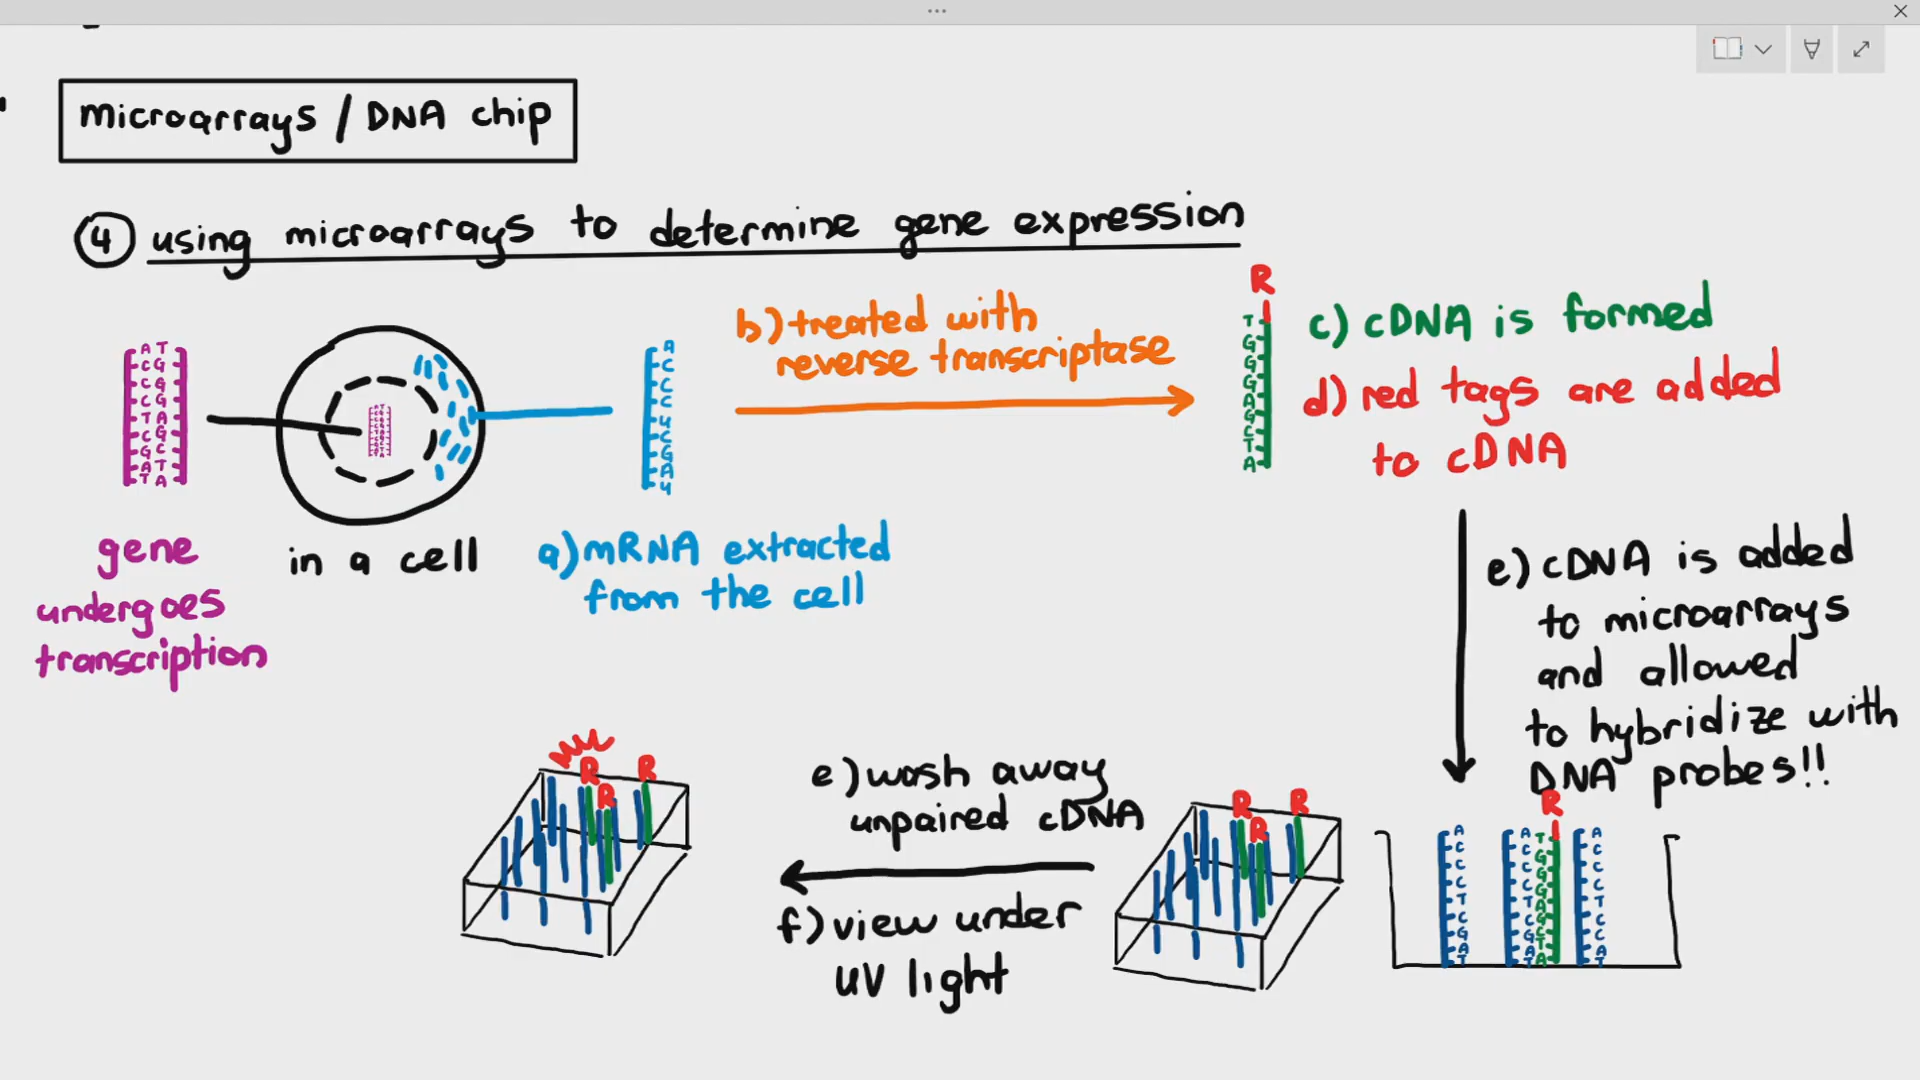 microarrays / DNA chip
4 using microarrays to determine gene expression
A T
C G
C G
C G
T A
C G
G C
A T
T A
gene
undergoes
transcription
in a cell
A
C
C
C
U
C
G
A
U
a) mRNA extracted
from the cell
b) treated with
reverse transcriptase
R
T
G
G
G
A
G
C
T
A
c) cDNA is formed
d) red tags are added
to cDNA
e) cDNA is added
to microarrays
and allowed
to hybridize with
DNA probes!!
R
A
C
C
C
T
C
G
A
T
A T
C G
C G
C G
T A
C G
G C
A T
T A
A
C
C
C
C
T
C
C
A
T
R R
R
e) wash away
unpaired cDNA
f) view under
UV light
R R
R